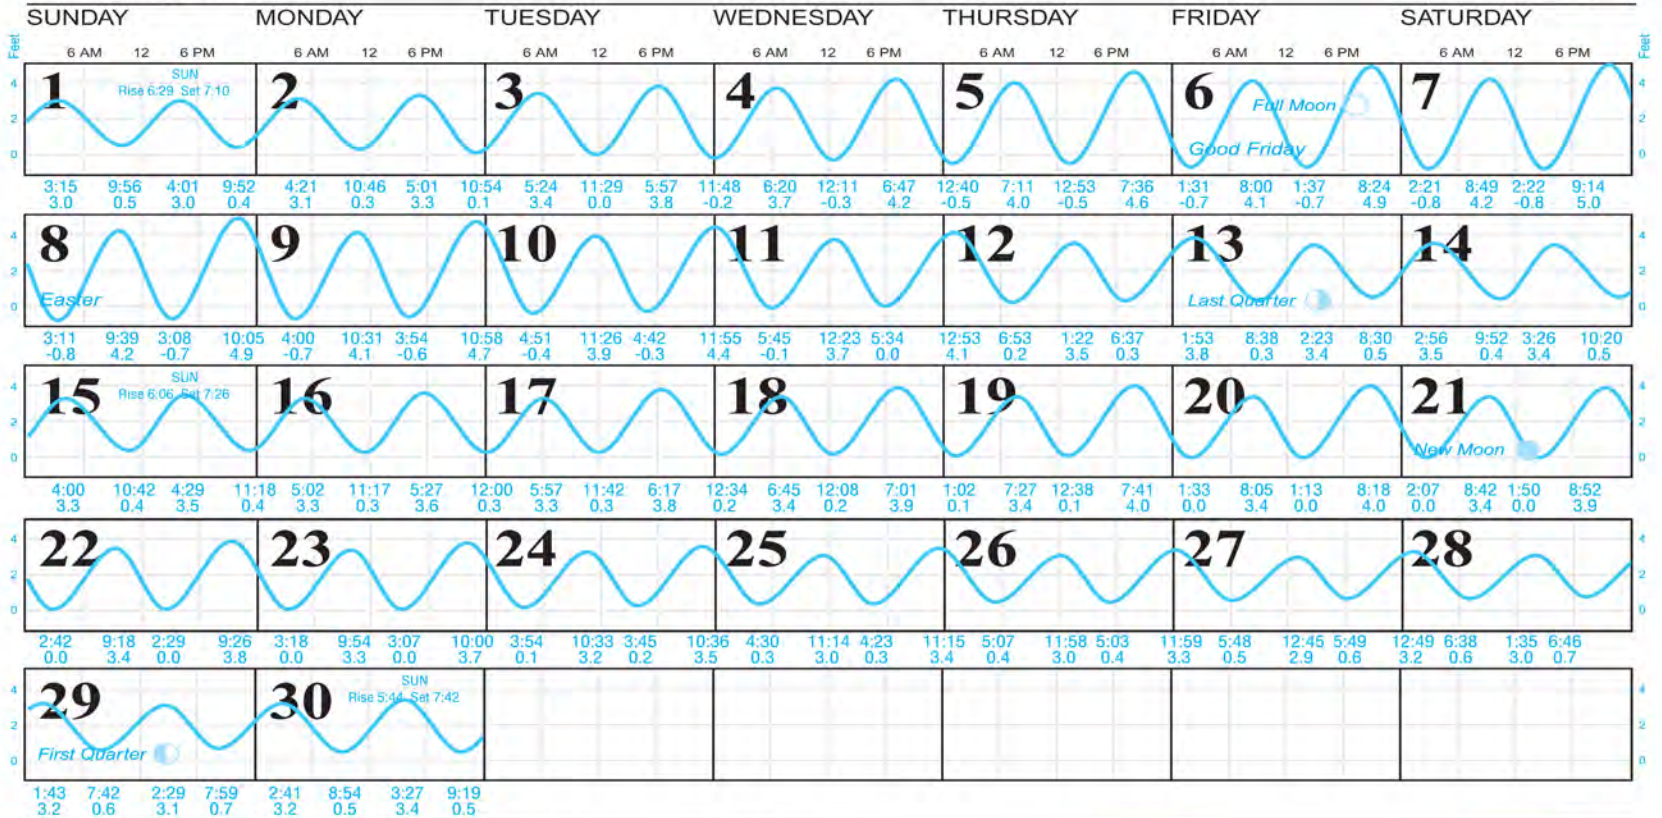 SUNDAY MONDAY TUESDAY WEDNESDAY THURSDAY FRIDAY SATURDAY
Feet 6 AM 12 6 PM 6 AM 12 6 PM 6 AM 12 6 PM 6 AM 12 6 PM 6 AM 12 6 PM 6 AM 12 6 PM 6 AM 12 6 PM Feet
1 SUN 2 3 4 5 6 7
4 Rise 6:29 Set 7:10 4
Full Moon
2 2
Good Friday
0 0
3:15 9:56 4:01 9:52 4:21 10:46 5:01 10:54 5:24 11:29 5:57 11:48 6:20 12:11 6:47 12:40 7:11 12:53 7:36 1:31 8:00 1:37 8:24 2:21 8:49 2:22 9:14
3.0 0.5 3.0 0.4 3.1 0.3 3.3 0.1 3.4 0.0 3.8 -0.2 3.7 -0.3 4.2 -0.5 4.0 -0.5 4.6 -0.7 4.1 -0.7 4.9 -0.8 4.2 -0.8 5.0
8 9 10 11 12 13 14
4 4
2 2
Easter Last Quarter
0 0
3:11 9:39 3:08 10:05 4:00 10:31 3:54 10:58 4:51 11:26 4:42 11:55 5:45 12:23 5:34 12:53 6:53 1:22 6:37 1:53 8:38 2:23 8:30 2:56 9:52 3:26 10:20
-0.8 4.2 -0.7 4.9 -0.7 4.1 -0.6 4.7 -0.4 3.9 -0.3 4.4 -0.1 3.7 0.0 4.1 0.2 3.5 0.3 3.8 0.3 3.4 0.5 3.5 0.4 3.4 0.5
15 SUN 16 17 18 19 20 21
4 Rise 6:06 Set 7:26 4
2 2
New Moon
0 0
4:00 10:42 4:29 11:18 5:02 11:17 5:27 12:00 5:57 11:42 6:17 12:34 6:45 12:08 7:01 1:02 7:27 12:38 7:41 1:33 8:05 1:13 8:18 2:07 8:42 1:50 8:52
3.3 0.4 3.5 0.4 3.3 0.3 3.6 0.3 3.3 0.3 3.8 0.2 3.4 0.2 3.9 0.1 3.4 0.1 4.0 0.0 3.4 0.0 4.0 0.0 3.4 0.0 3.9
22 23 24 25 26 27 28
4 4
2 2
0 0
2:42 9:18 2:29 9:26 3:18 9:54 3:07 10:00 3:54 10:33 3:45 10:36 4:30 11:14 4:23 11:15 5:07 11:58 5:03 11:59 5:48 12:45 5:49 12:49 6:38 1:35 6:46
0.0 3.4 0.0 3.8 0.0 3.3 0.0 3.7 0.1 3.2 0.2 3.5 0.3 3.0 0.3 3.4 0.4 3.0 0.4 3.3 0.5 2.9 0.6 3.2 0.6 3.0 0.7
29 30 SUN
4 Rise 5:44 Set 7:42 4
2 2
First Quarter
0 0
1:43 7:42 2:29 7:59 2:41 8:54 3:27 9:19
3.2 0.6 3.1 0.7 3.2 0.5 3.4 0.5